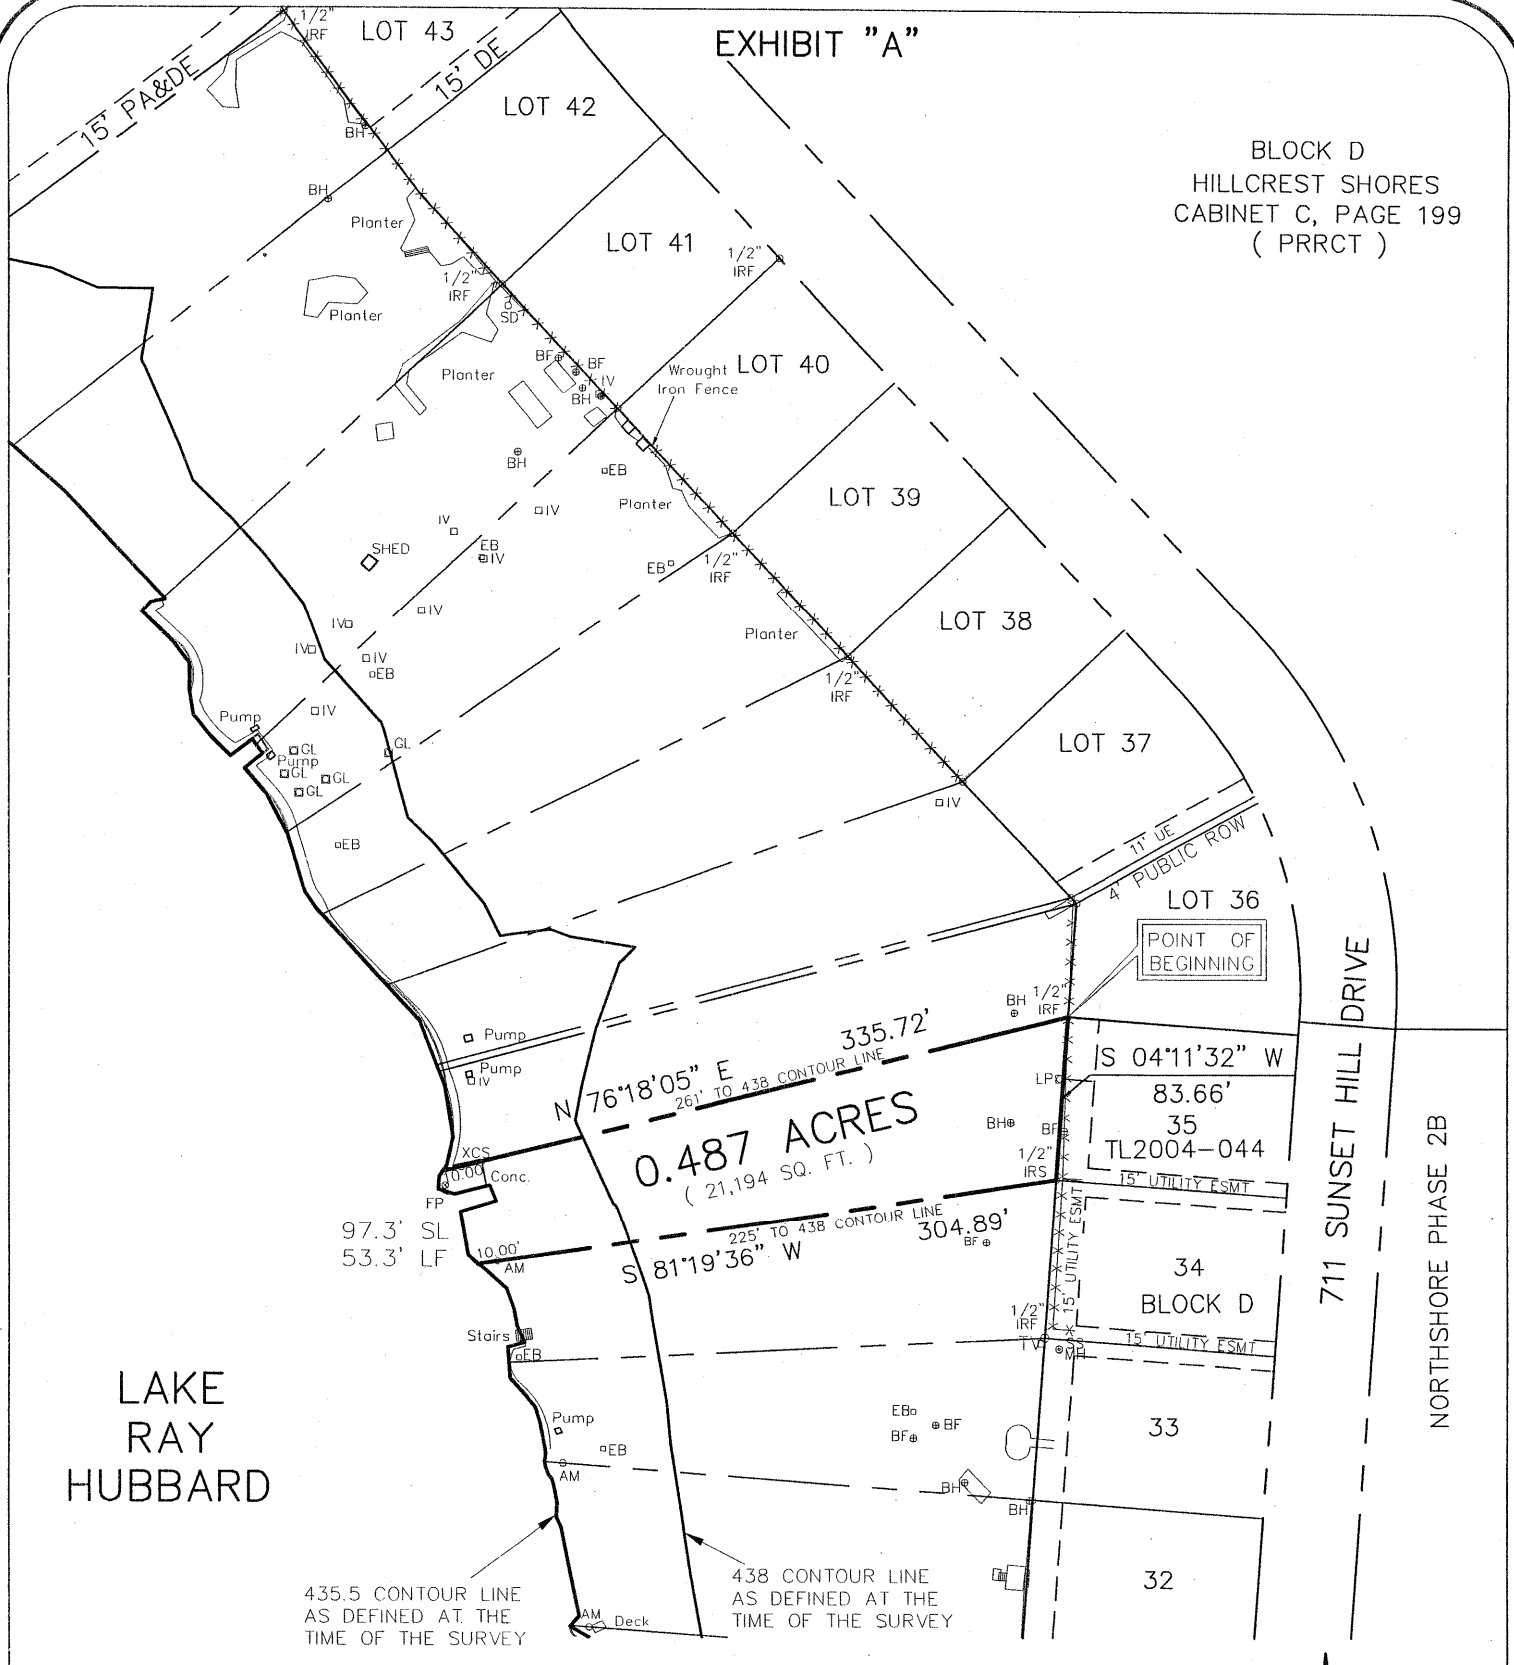 EXHIBIT "A"
BLOCK D
HILLCREST SHORES
CABINET C, PAGE 199
( PRRCT )
1/2"
IRF
LOT 43
15' PA&DE
15' DE
LOT 42
BH
BH
Planter
LOT 41
1/2"
IRF
1/2"
IRF
SD
Planter
BF
BF
Planter
Wrought
Iron Fence
LOT 40
IV
BH
BH
EB
LOT 39
Planter
IV
IV
SHED
EB
IV
EB
1/2"
IRF
IV
IV
LOT 38
Planter
IV
IV
EB
1/2"
IRF
IV
Pump
GL
Pump
GL
GL
GL
GL
LOT 37
IV
EB
11' UE
4' PUBLIC ROW
LOT 36
POINT OF
BEGINNING
BH
1/2"
IRF
Pump
Pump
IV
335.72'
N 76°18'05" E
261' TO 438 CONTOUR LINE
S 04°11'32" W
83.66'
LP
35
TL2004-044
0.487 ACRES
( 21,194 SQ. FT. )
BH
BF
1/2"
IRS
15' UTILITY ESMT
XCS
0.00'
Conc.
FP
97.3' SL
53.3' LF
10.00'
AM
225' TO 438 CONTOUR LINE
304.89'
S 81°19'36" W
BF
15' UTILITY ESMT
34
BLOCK D
711 SUNSET HILL DRIVE
NORTHSHORE PHASE 2B
1/2"
IRF
TV
SS
MH
15' UTILITY ESMT
Stairs
EB
LAKE
RAY
HUBBARD
Pump
EB
AM
EB
BF
BF
33
BH
BH
435.5 CONTOUR LINE
AS DEFINED AT THE
TIME OF THE SURVEY
438 CONTOUR LINE
AS DEFINED AT THE
TIME OF THE SURVEY
32
AM
Deck